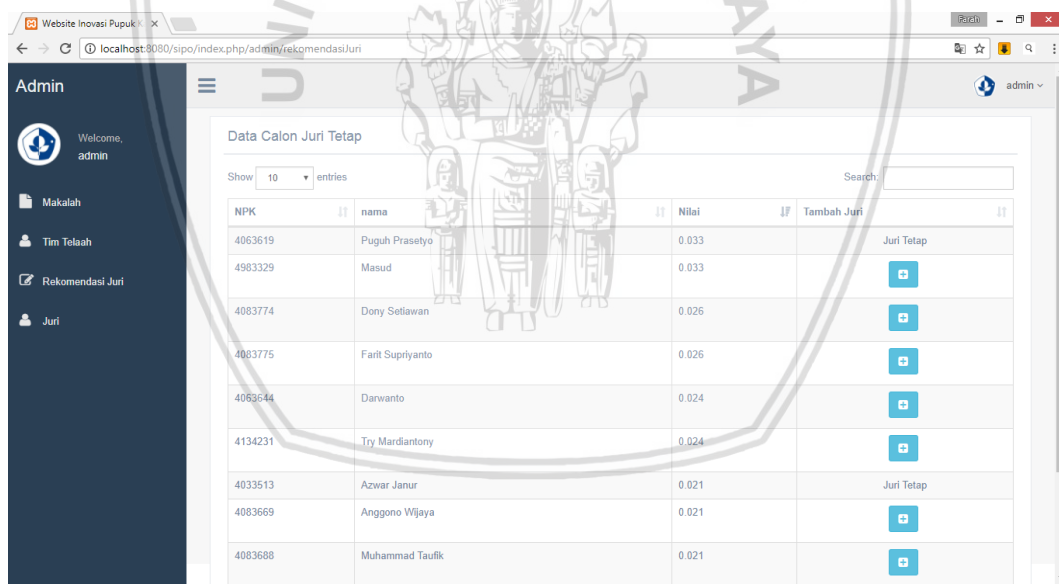 Website Inovasi Pupuk K
Farah
localhost:8080/sipo/index.php/admin/rekomendasiJuri
Admin
admin
Welcome,
admin
Makalah
Tim Telaah
Rekomendasi Juri
Juri
Data Calon Juri Tetap
Show 10 entries
Search:
NPK nama Nilai Tambah Juri
4063619 Puguh Prasetyo 0.033 Juri Tetap
4983329 Masud 0.033
4083774 Dony Setiawan 0.026
4083775 Farit Supriyanto 0.026
4063644 Darwanto 0.024
4134231 Try Mardiantony 0.024
4033513 Azwar Janur 0.021 Juri Tetap
4083669 Anggono Wijaya 0.021
4083688 Muhammad Taufik 0.021
UN
AYA